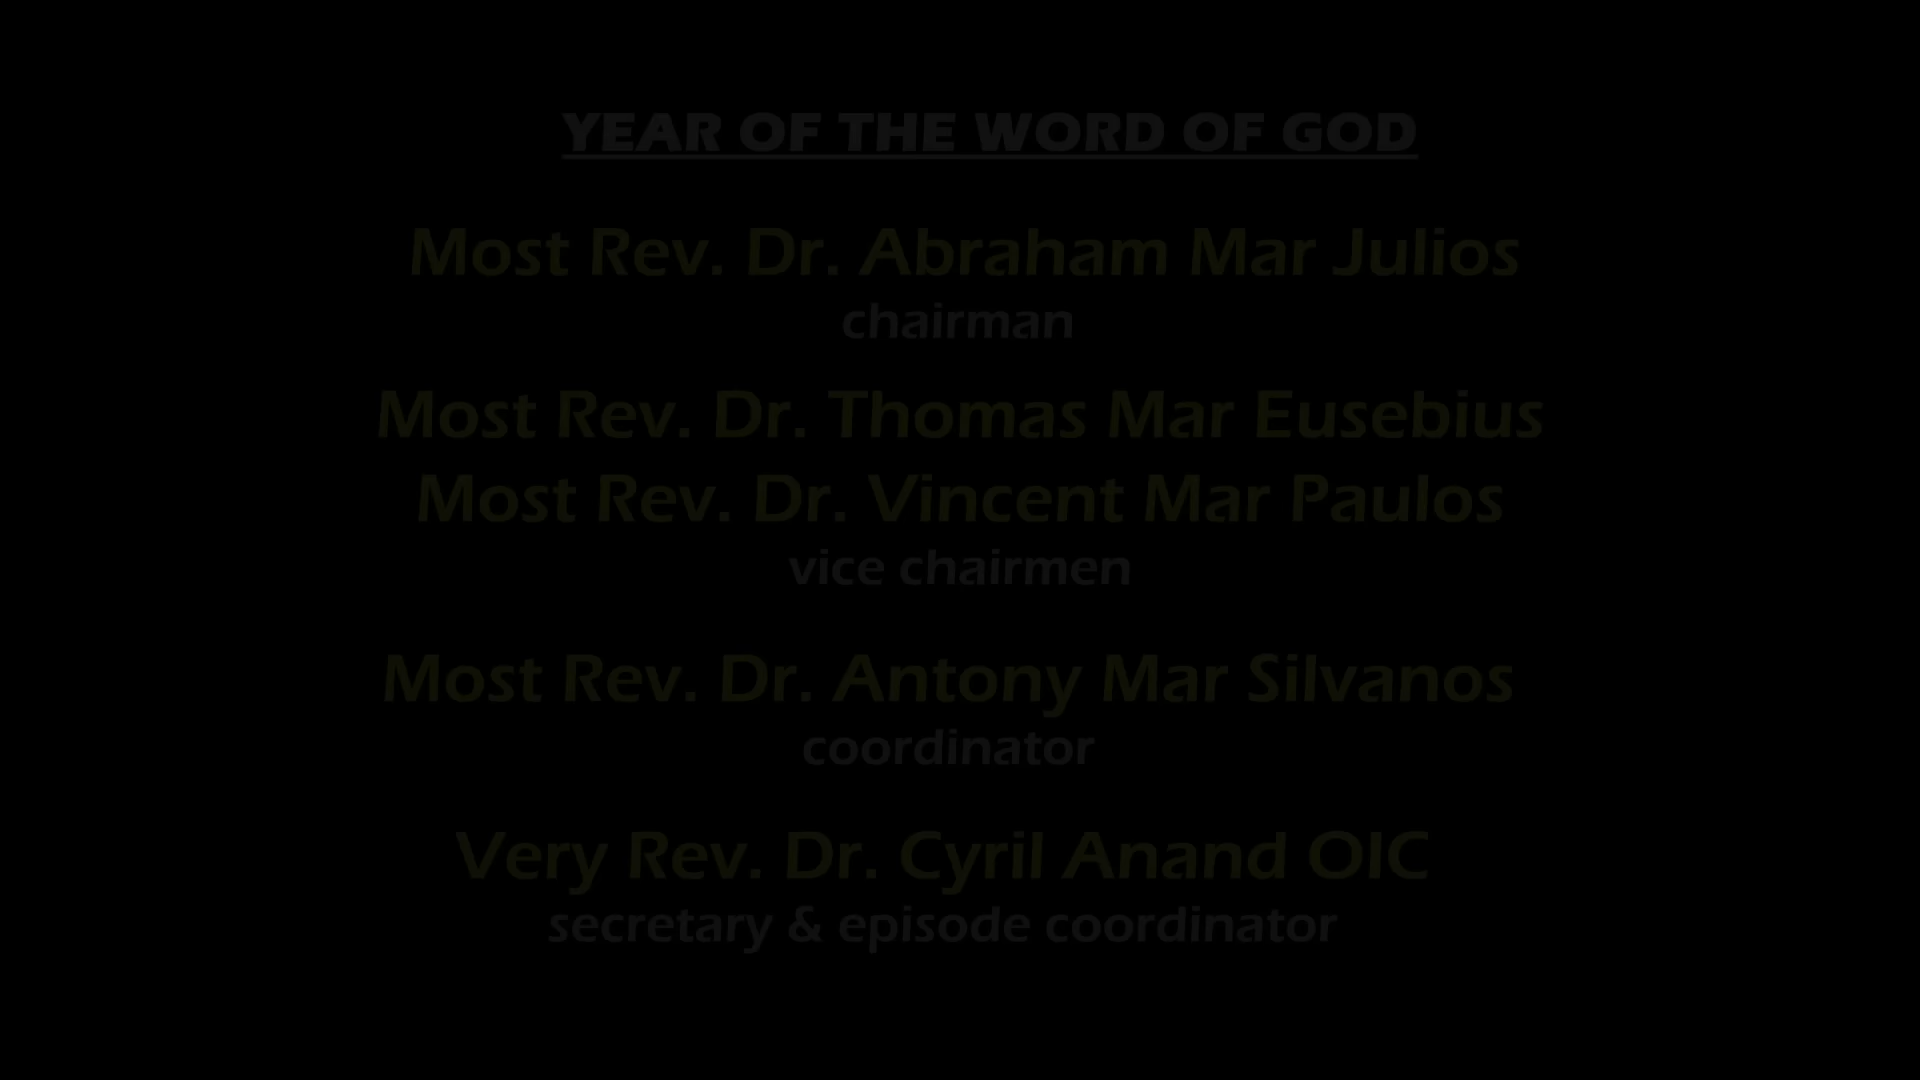 YEAR OF THE WORD OF GOD
Most Rev. Dr. Abraham Mar Julios
chairman
Most Rev. Dr. Thomas Mar Eusebius
Most Rev. Dr. Vincent Mar Paulos
vice chairmen
Most Rev. Dr. Antony Mar Silvanos
coordinator
Very Rev. Dr. Cyril Anand OIC
secretary & episode coordinator